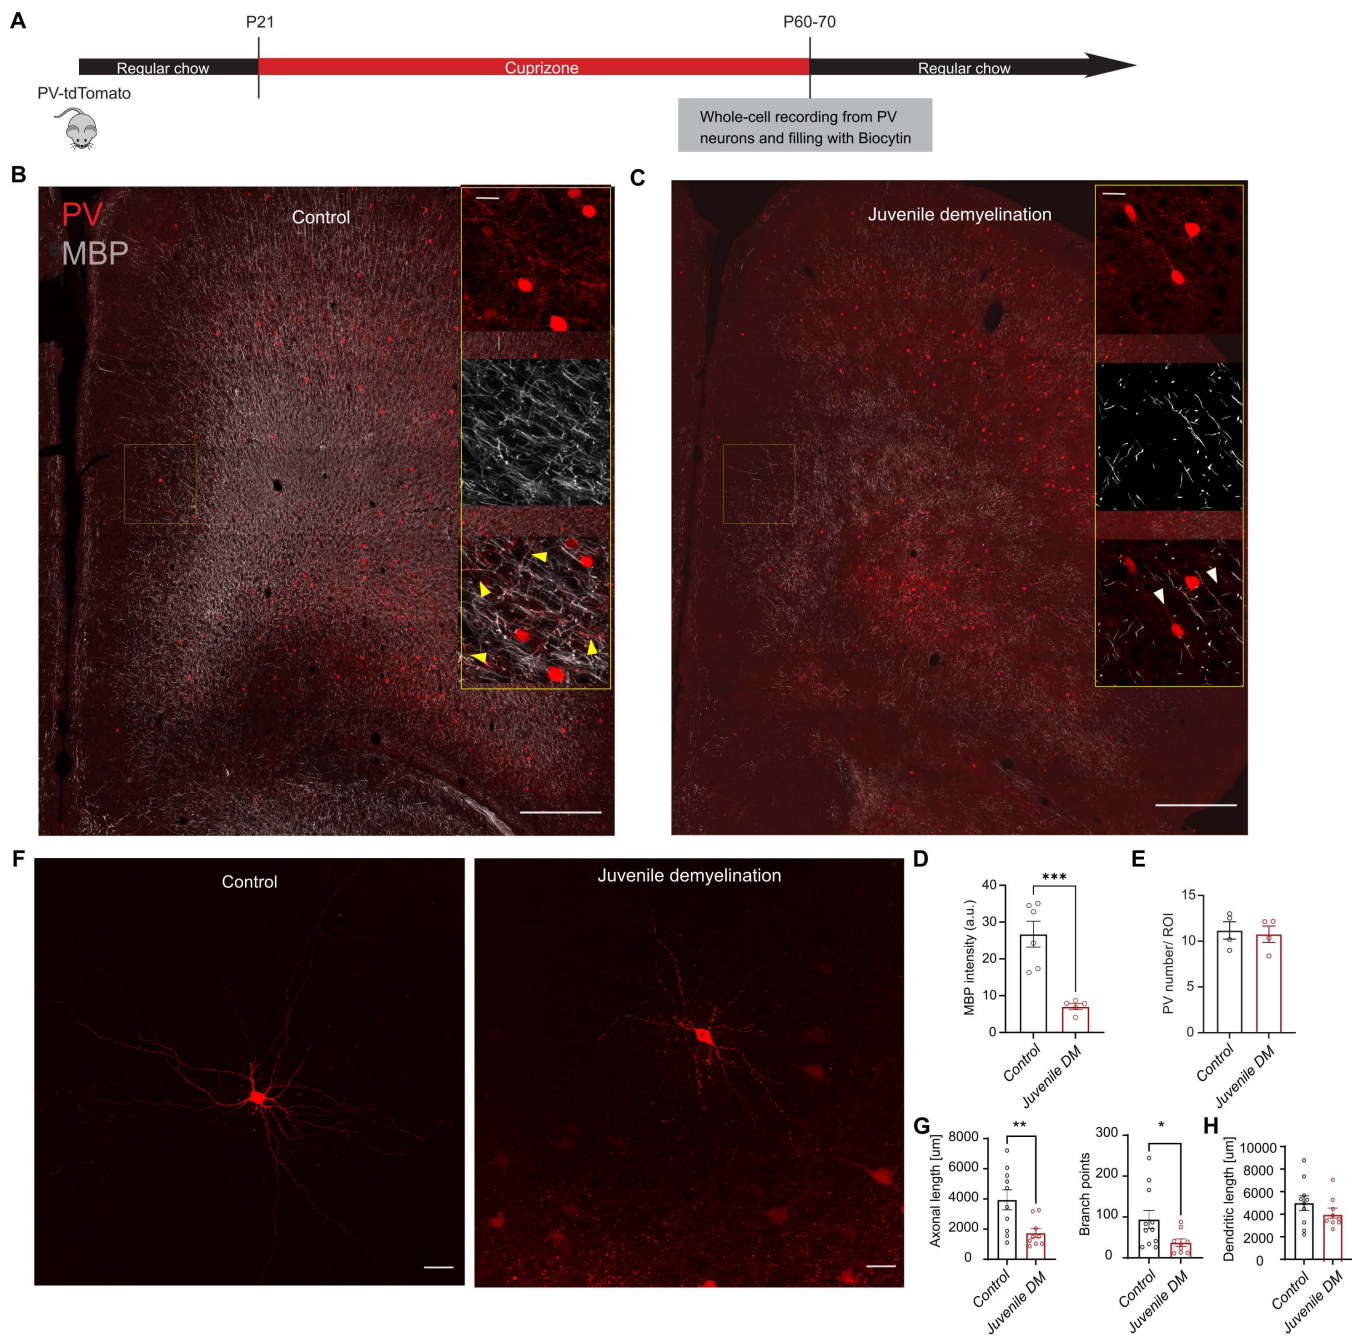 A
P21
P60-70
Regular chow
Cuprizone
Regular chow
PV-tdTomato
Whole-cell recording from PV
neurons and filling with Biocytin
B
PV
MBP
Control
C
Juvenile demyelination
F
Control
Juvenile demyelination
D
MBP intensity (a.u.)
40
30
20
10
0
***
Control
Juvenile DM
E
PV number/ ROI
15
10
5
0
Control
Juvenile DM
G
Axonal length [um]
8000
6000
4000
2000
0
**
Control
Juvenile DM
Branch points
300
200
100
0
*
Control
Juvenile DM
H
Dendritic length [um]
10000
8000
6000
4000
2000
0
Control
Juvenile DM